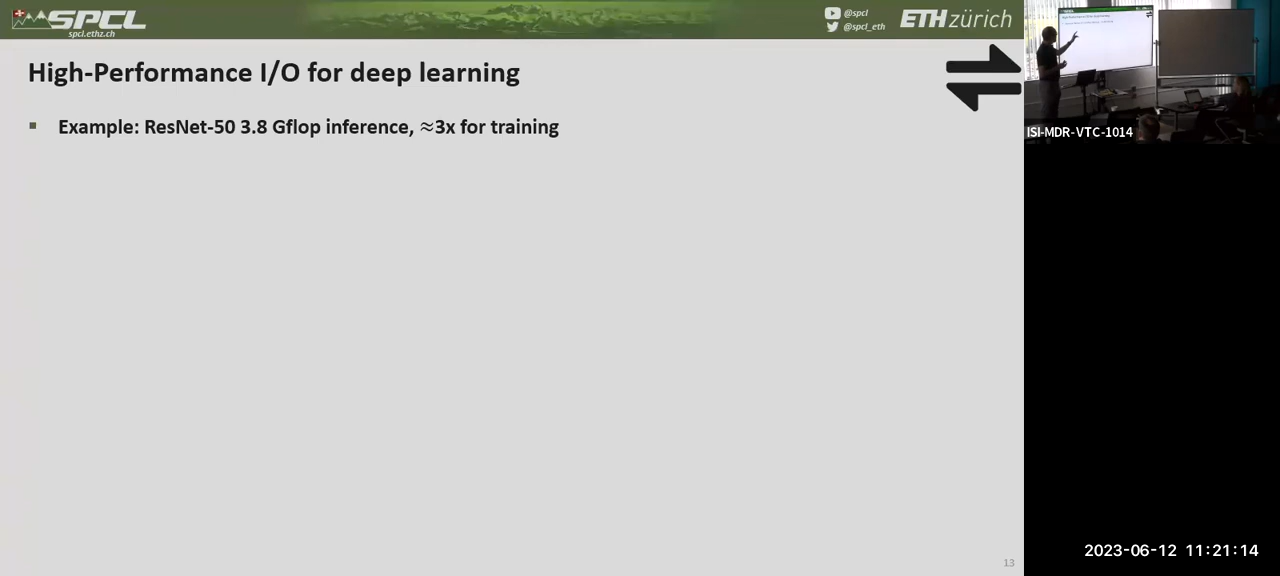 SPCL
spcl.ethz.ch
@spcl
@spcl_eth
ETH zürich
High-Performance I/O for deep learning
▪ Example: ResNet-50 3.8 Gflop inference, ≈3x for training
13
ISI-MDR-VTC-1014
2023-06-12 11:21:14